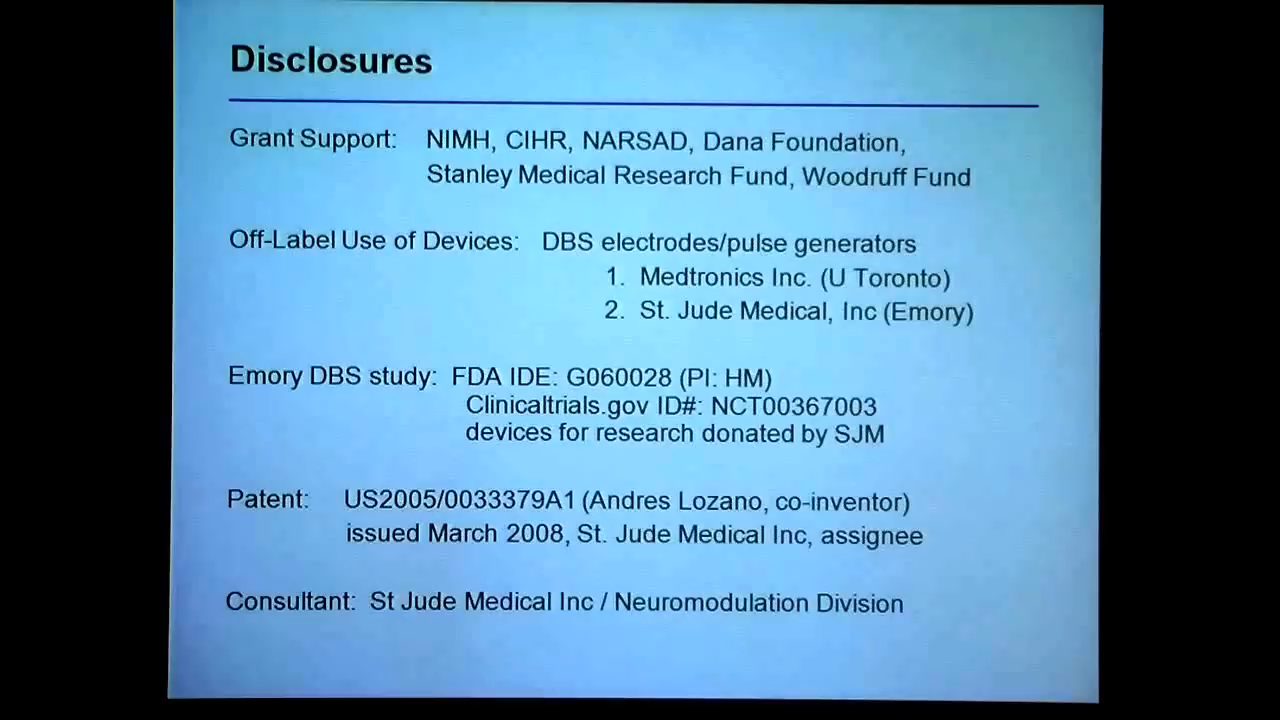 Disclosures
Grant Support: NIMH, CIHR, NARSAD, Dana Foundation,
Stanley Medical Research Fund, Woodruff Fund
Off-Label Use of Devices: DBS electrodes/pulse generators
1. Medtronics Inc. (U Toronto)
2. St. Jude Medical, Inc (Emory)
Emory DBS study: FDA IDE: G060028 (PI: HM)
Clinicaltrials.gov ID#: NCT00367003
devices for research donated by SJM
Patent: US2005/0033379A1 (Andres Lozano, co-inventor)
issued March 2008, St. Jude Medical Inc, assignee
Consultant: St Jude Medical Inc / Neuromodulation Division